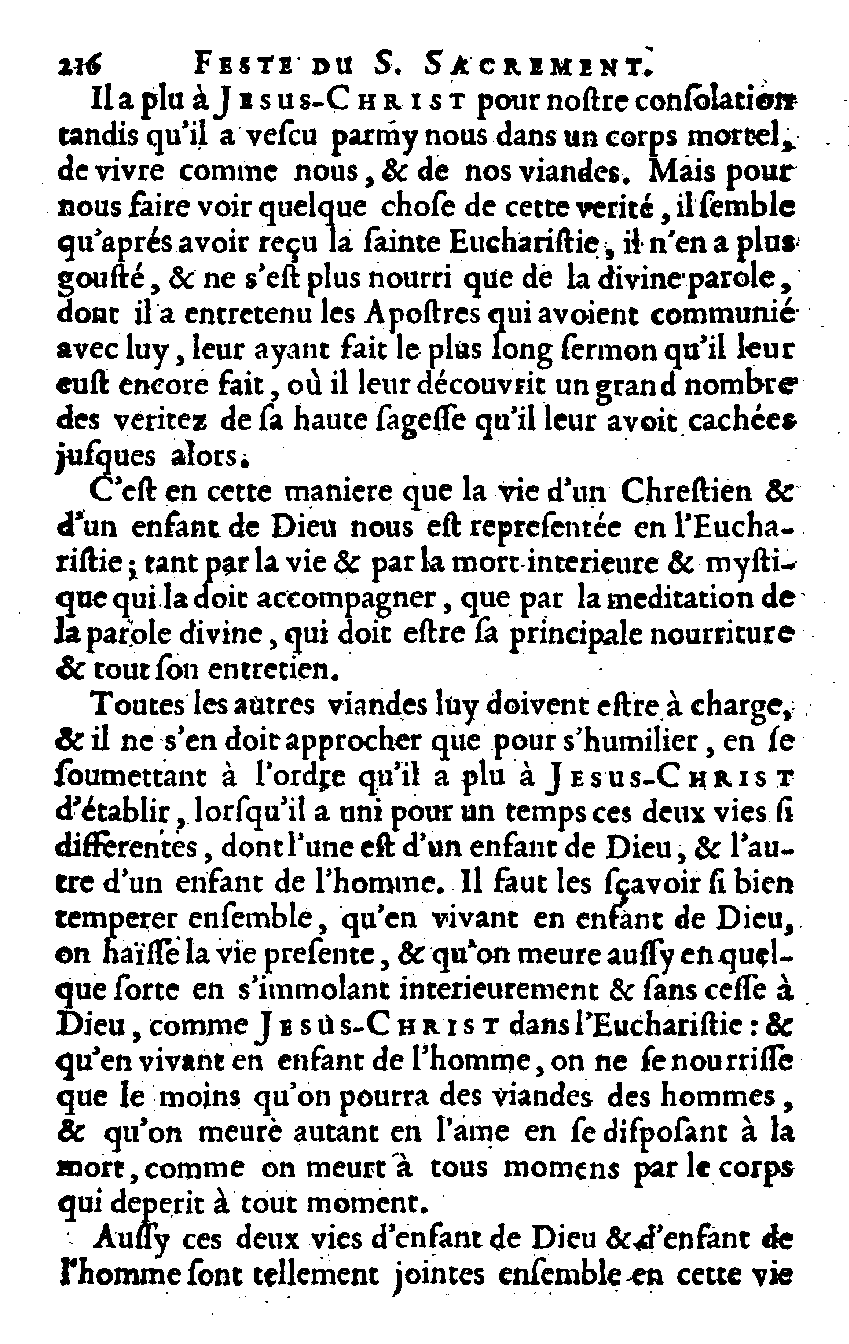 216 FESTE DU S. SACREMENT.
Il a plu à JESUS-CHRIST pour noſtre conſolation
tandis qu'il a veſcu parmy nous dans un corps mortel,
de vivre comme nous, & de nos viandes. Mais pour
nous faire voir quelque choſe de cette verité, il ſemble
qu'aprés avoir reçu la ſainte Euchariſtie, il n'en a plus
gouſté, & ne s'eſt plus nourri que de la divine parole,
dont il a entretenu les Apoſtres qui avoient communié
avec luy, leur ayant fait le plus long ſermon qu'il leur
euſt encore fait, où il leur découvrit un grand nombre
des veritez de ſa haute ſageſſe qu'il leur avoit cachées
juſques alors.
C'eſt en cette maniere que la vie d'un Chreſtien &
d'un enfant de Dieu nous eſt repreſentée en l'Eucha-
riſtie; tant par la vie & par la mort interieure & myſti-
que qui la doit accompagner, que par la meditation de
la parole divine, qui doit eſtre ſa principale nourriture
& tout ſon entretien.
Toutes les autres viandes luy doivent eſtre à charge,
& il ne s'en doit approcher que pour s'humilier, en ſe
ſoumettant à l'ordre qu'il a plu à JESUS-CHRIST
d'établir, lorſqu'il a uni pour un temps ces deux vies ſi
differentes, dont l'une eſt d'un enfant de Dieu, & l'au-
tre d'un enfant de l'homme. Il faut les ſçavoir ſi bien
temperer enſemble, qu'en vivant en enfant de Dieu,
on haïſſe la vie preſente, & qu'on meure auſſy en quel-
que ſorte en s'immolant interieurement & ſans ceſſe à
Dieu, comme JESUS-CHRIST dans l'Euchariſtie: &
qu'en vivant en enfant de l'homme, on ne ſe nourriſſe
que le moins qu'on pourra des viandes des hommes,
& qu'on meure autant en l'ame en ſe diſpoſant à la
mort, comme on meurt à tous momens par le corps
qui deperit à tout moment.
Auſſy ces deux vies d'enfant de Dieu & d'enfant de
l'homme ſont tellement jointes enſemble en cette vie